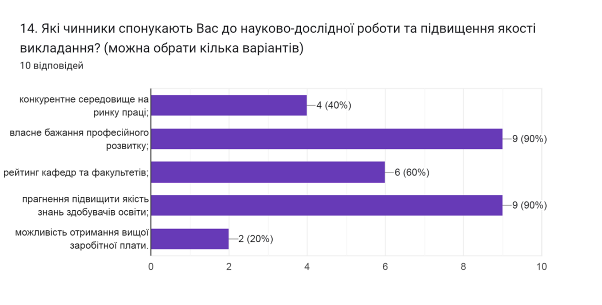 14. Які чинники спонукають Вас до науково-дослідної роботи та підвищення якості
викладання? (можна обрати кілька варіантів)
10 відповідей
конкурентне середовище на
ринку праці;
4 (40%)
власне бажання професійного
розвитку;
9 (90%)
рейтинг кафедр та факультетів;
6 (60%)
прагнення підвищити якість
знань здобувачів освіти;
9 (90%)
можливість отримання вищої
заробітної плати.
2 (20%)
0 2 4 6 8 10